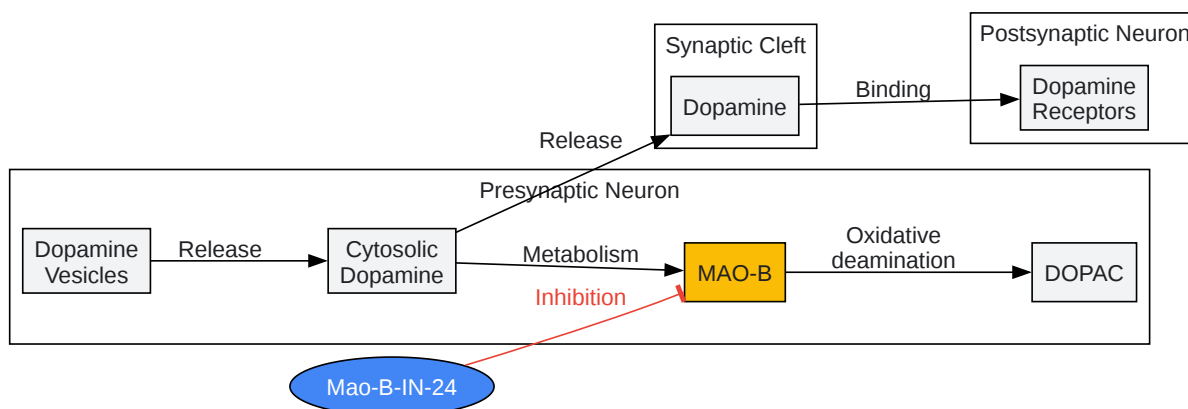 Synaptic Cleft
Dopamine
Binding
Postsynaptic Neuron
Dopamine
Receptors
Release
Presynaptic Neuron
Dopamine
Vesicles
Release
Cytosolic
Dopamine
Metabolism
Inhibition
MAO-B
Oxidative
deamination
DOPAC
Mao-B-IN-24